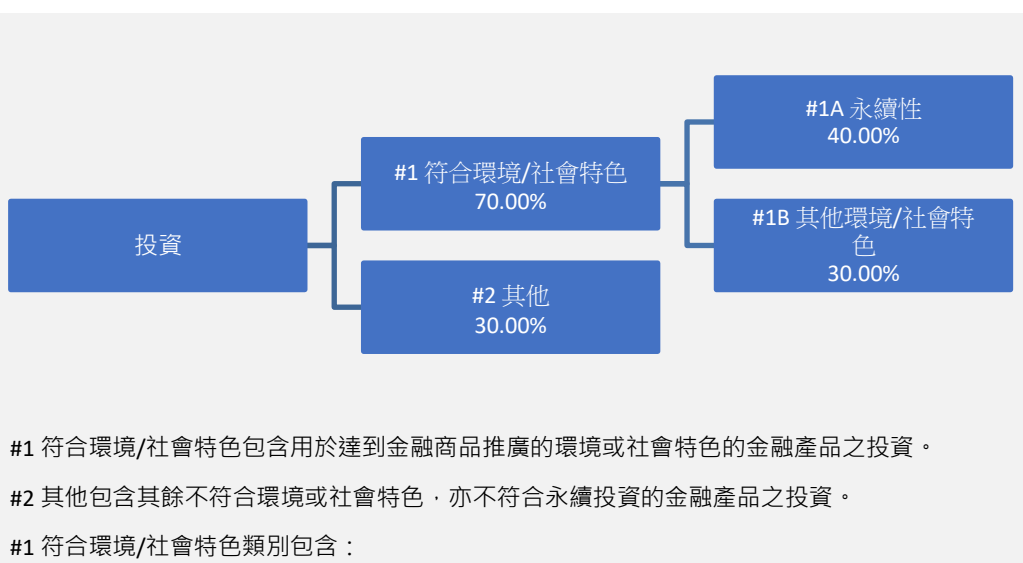 #1A 永續性
40.00%
#1 符合環境/社會特色
70.00%
#1B 其他環境/社會特
色
30.00%
投資
#2 其他
30.00%
#1 符合環境/社會特色包含用於達到金融商品推廣的環境或社會特色的金融產品之投資。
#2 其他包含其餘不符合環境或社會特色，亦不符合永續投資的金融產品之投資。
#1 符合環境/社會特色類別包含：